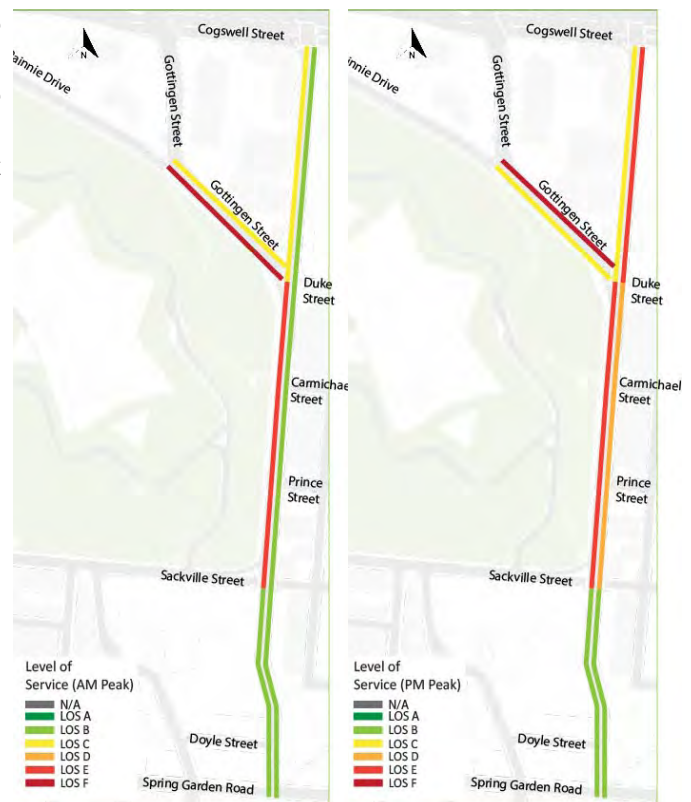 Cogswell Street
N
ainnie Drive
Gottingen Street
Gottingen Street
Duke
Street
Carmichae
Street
Prince
Street
Sackville Street
Level of
Service (AM Peak)
N/A
LOS A
LOS B
LOS C
LOS D
LOS E
LOS F
Doyle Street
Spring Garden Road
Cogswell Street
N
innie Drive
Gottingen Street
Gottingen Street
Duke
Street
Carmichael
Street
Prince
Street
Sackville Street
Level of
Service (PM Peak)
N/A
LOS A
LOS B
LOS C
LOS D
LOS E
LOS F
Doyle Street
Spring Garden Road